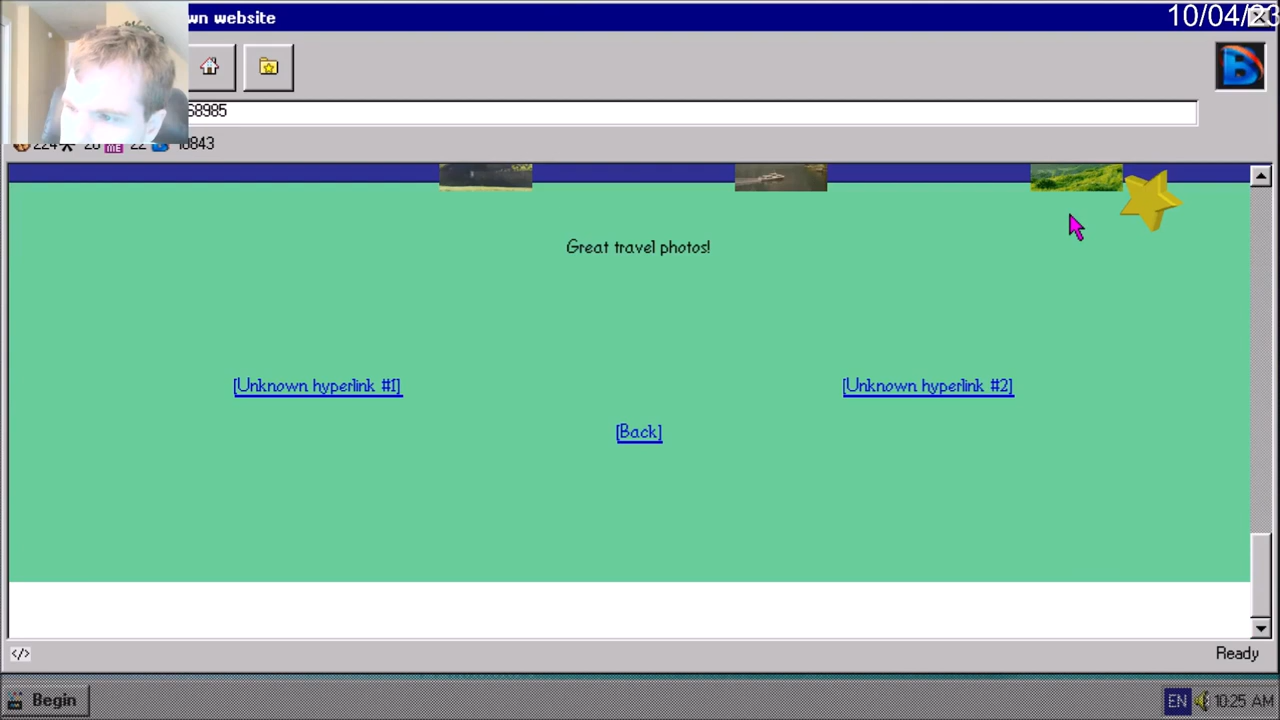 wn website
10/04/23
68985
224 26 22 18843
Great travel photos!
[Unknown hyperlink #1]
[Unknown hyperlink #2]
[Back]
</>
Ready
Begin
EN
10:25 AM